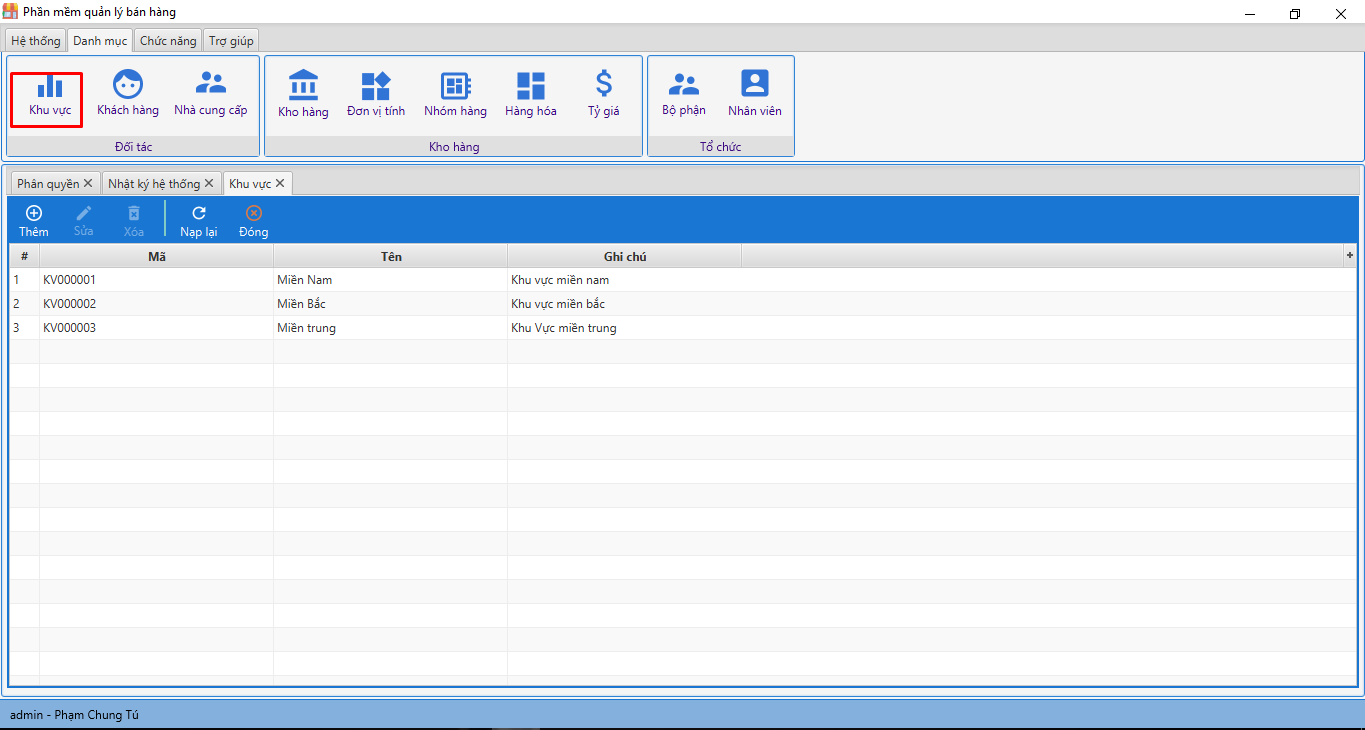 Phần mềm quản lý bán hàng
Hệ thống Danh mục Chức năng Trợ giúp
Khu vực Khách hàng Nhà cung cấp Kho hàng Đơn vị tính Nhóm hàng Hàng hóa Tỷ giá Bộ phận Nhân viên
Đối tác Kho hàng Tổ chức
Phân quyền Nhật ký hệ thống Khu vực
Thêm Sửa Xóa Nạp lại Đóng
# Mã Tên Ghi chú +
1 KV000001 Miền Nam Khu vực miền nam
2 KV000002 Miền Bắc Khu vực miền bắc
3 KV000003 Miền trung Khu Vực miền trung
admin - Phạm Chung Tú